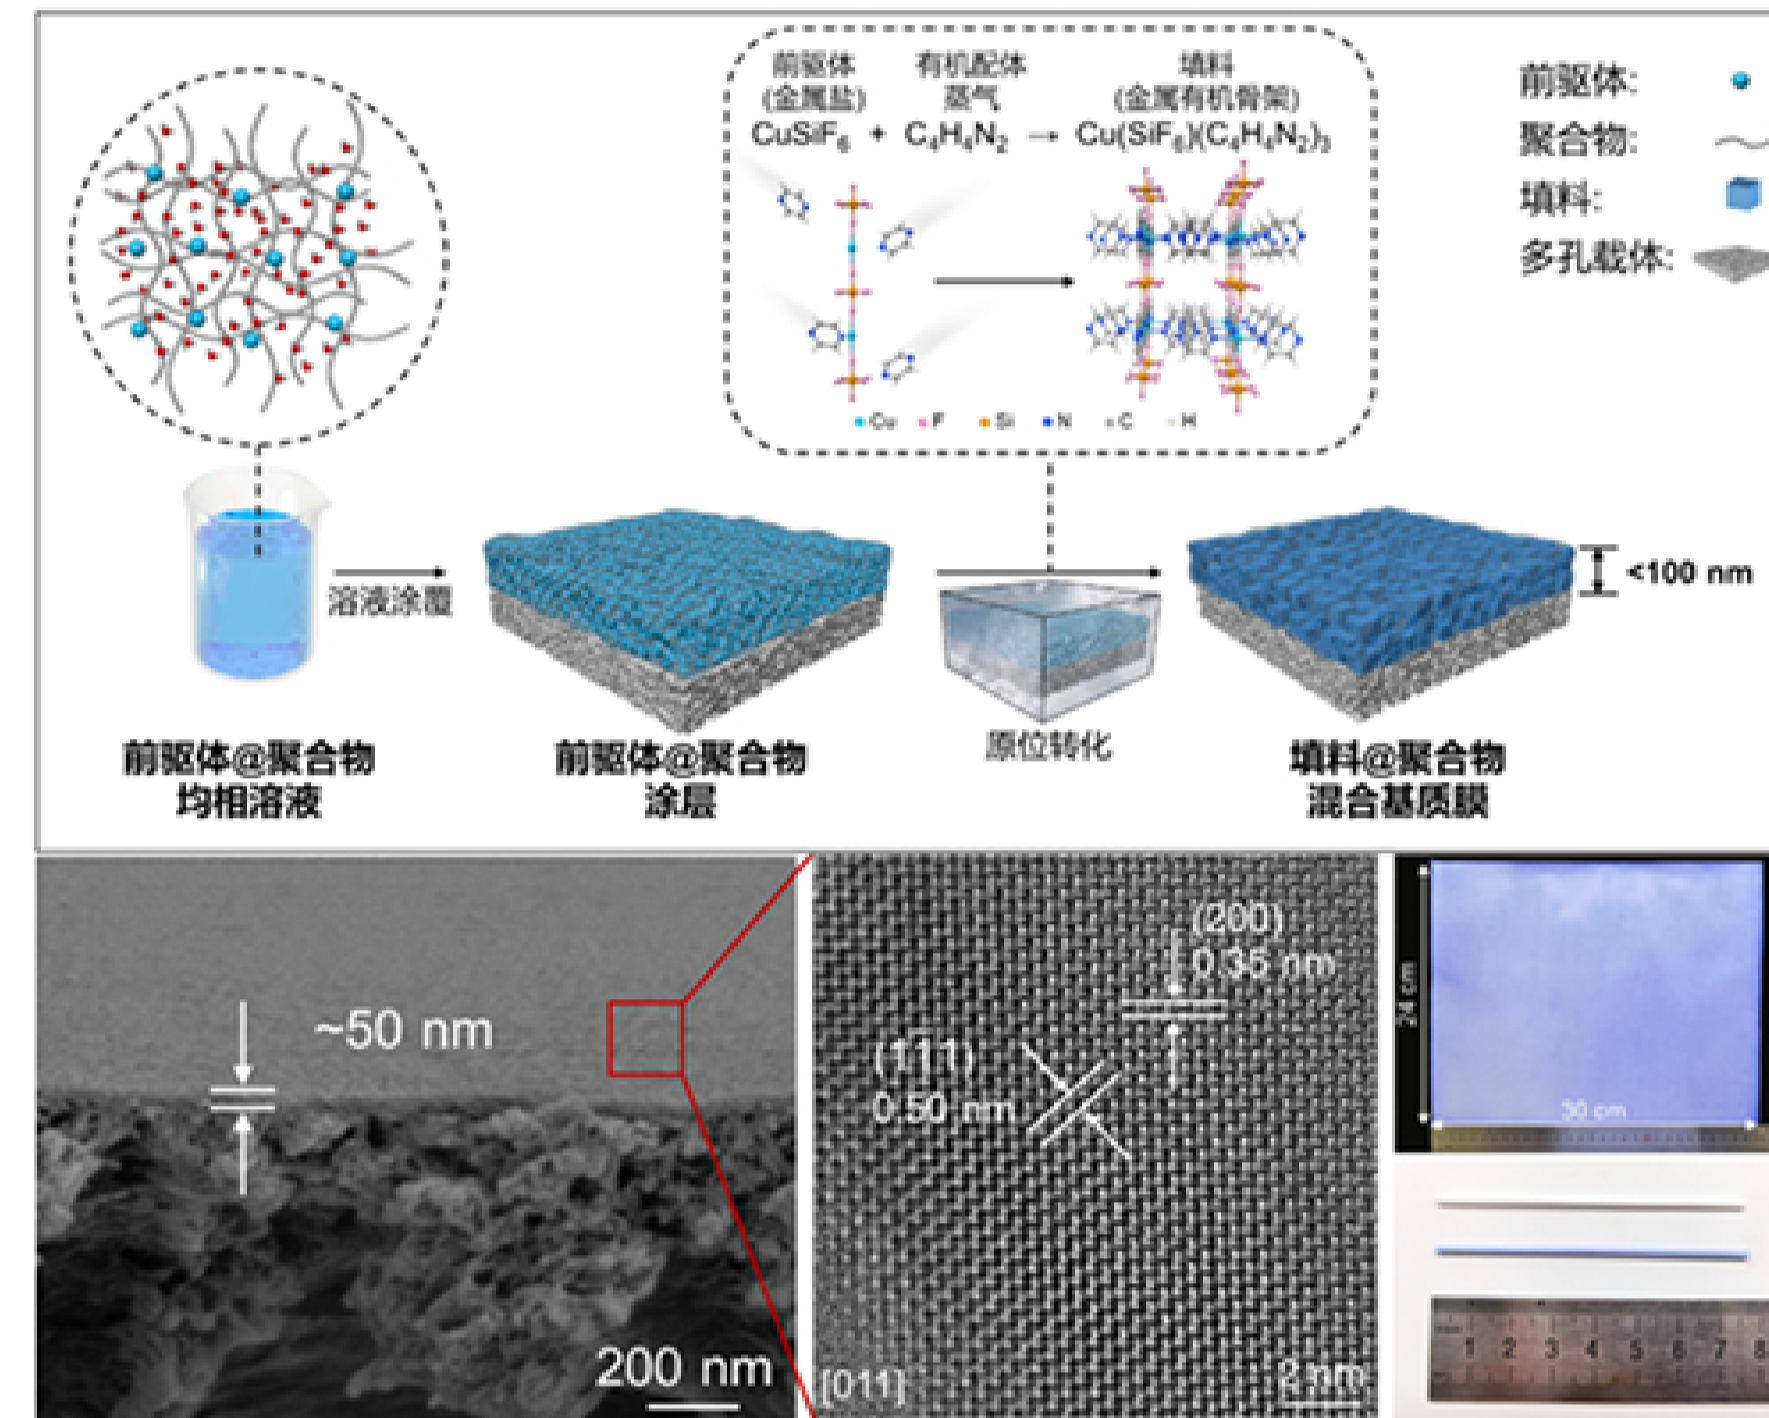 前驱体
(金属盐)
有机配体
蒸气
填料
(金属有机骨架)
CuSiF₆ + C₄H₄N₂ → Cu(SiF₆)(C₄H₄N₂)₃
Cu F Si N C H
前驱体:
聚合物:
填料:
多孔载体:
溶液涂覆
原位转化
<100 nm
前驱体@聚合物
均相溶液
前驱体@聚合物
涂层
填料@聚合物
混合基质膜
~50 nm
200 nm
(200)
0.36 nm
(1̄11)
0.50 nm
[011]
2 nm
24 cm
30 cm
1 2 3 4 5 6 7 8